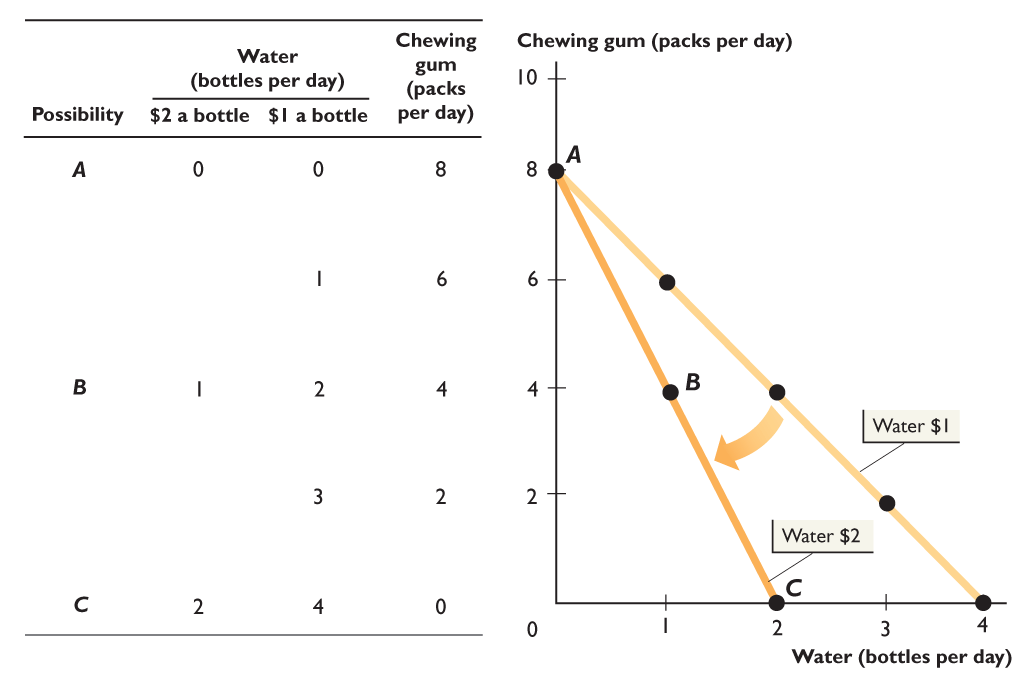 Water
(bottles per day)
Chewing
gum
(packs
per day)
Possibility
$2 a bottle
$1 a bottle
A 0 0 8
1 6
B 1 2 4
3 2
C 2 4 0
Chewing gum (packs per day)
10
8
6
4
2
0
A
B
C
Water $1
Water $2
1 2 3 4
Water (bottles per day)